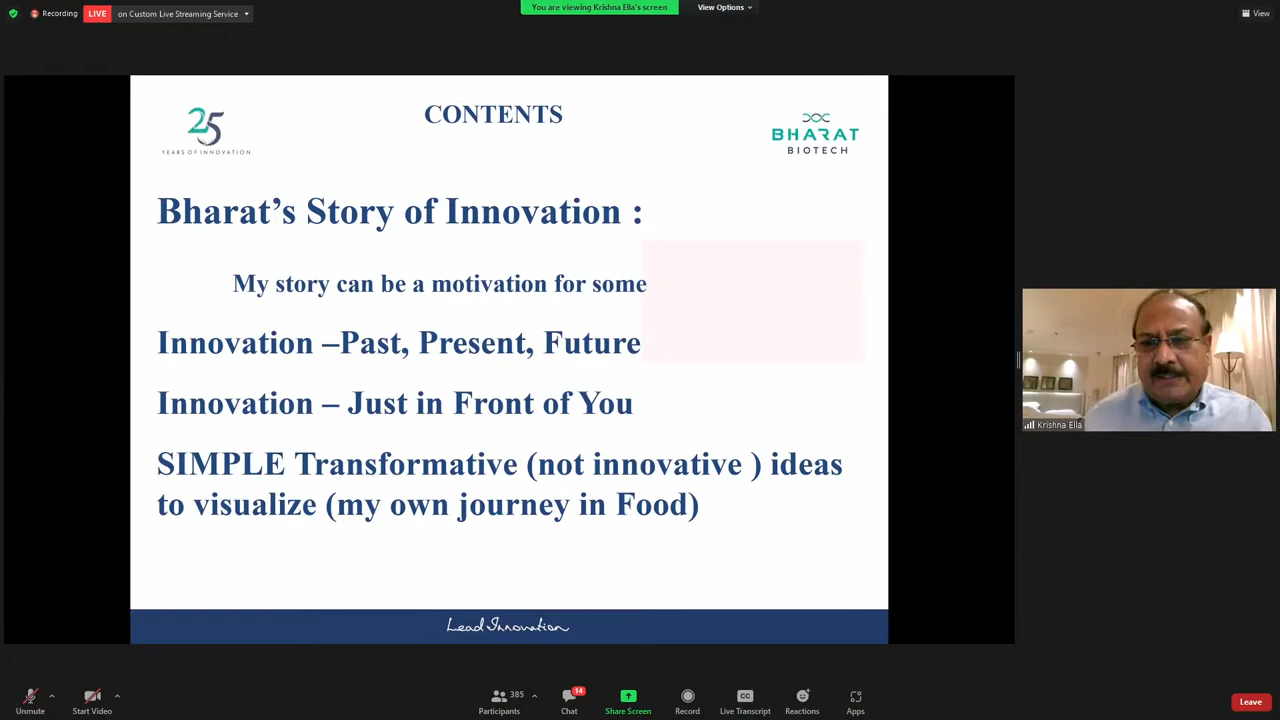 Recording
LIVE
on Custom Live Streaming Service
You are viewing Krishna Ella's screen
View Options
View
25
YEARS OF INNOVATION
CONTENTS
BHARAT
BIOTECH
Bharat’s Story of Innovation :
My story can be a motivation for some
Innovation –Past, Present, Future
Innovation – Just in Front of You
SIMPLE Transformative (not innovative ) ideas
to visualize (my own journey in Food)
Lead Innovation
Krishna Ella
Unmute
Start Video
385
Participants
14
Chat
Share Screen
Record
CC
Live Transcript
Reactions
Apps
Leave